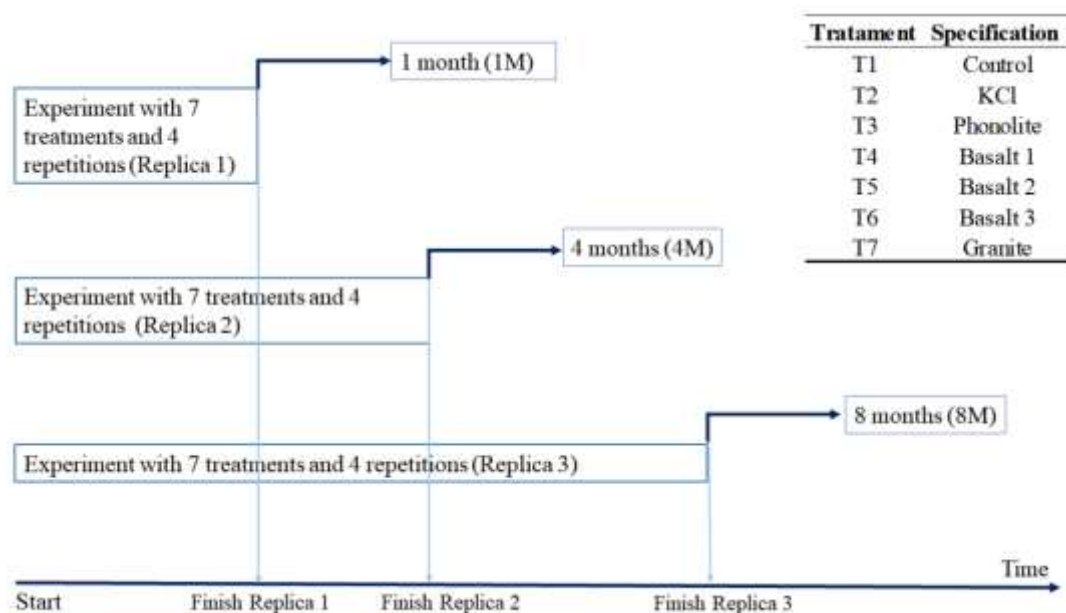 1 month (1M)
Experiment with 7
treatments and 4
repetitions (Replica 1)
Tratament Specification
T1 Control
T2 KCl
T3 Phonolite
T4 Basalt 1
T5 Basalt 2
T6 Basalt 3
T7 Granite
4 months (4M)
Experiment with 7 treatments and 4
repetitions (Replica 2)
8 months (8M)
Experiment with 7 treatments and 4 repetitions (Replica 3)
Time
Start Finish Replica 1 Finish Replica 2 Finish Replica 3